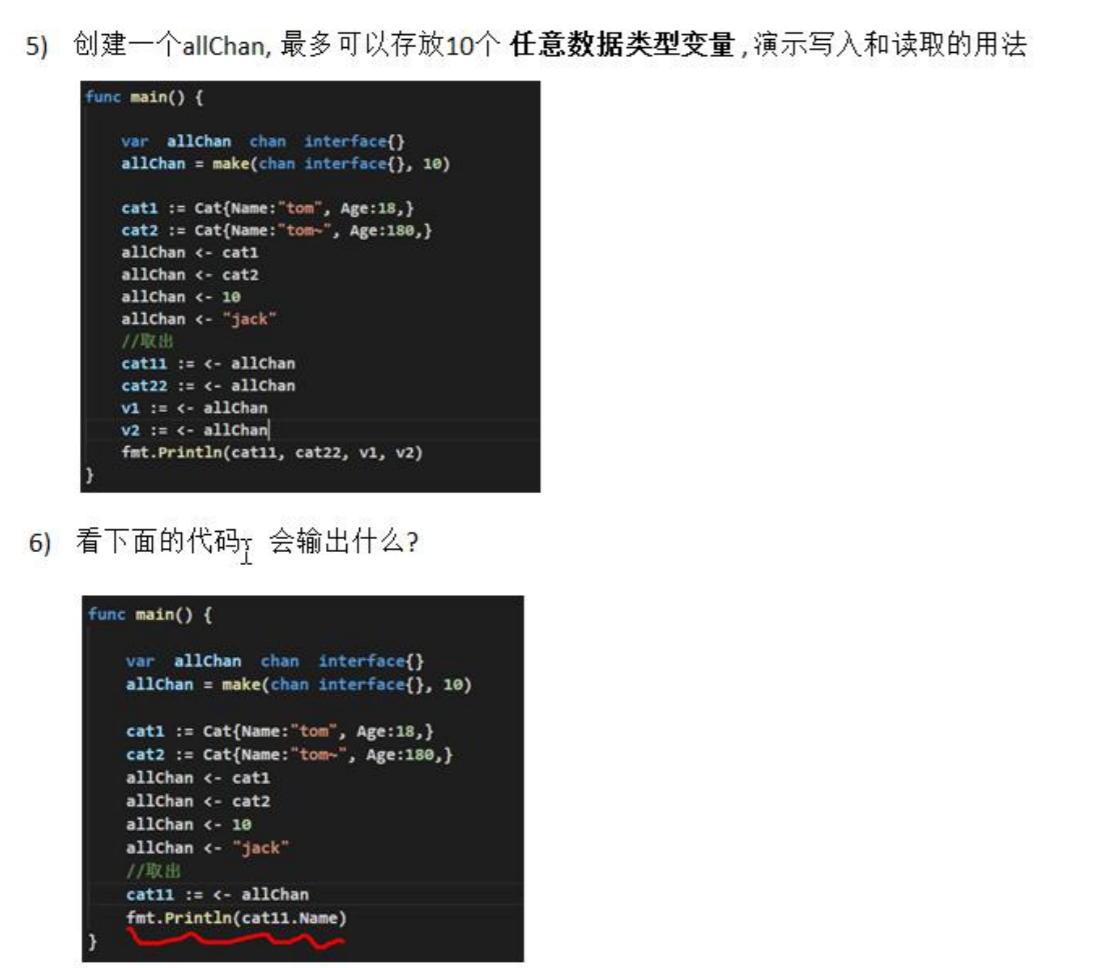 5) 创建一个allChan, 最多可以存放10个 任意数据类型变量 ,演示写入和读取的用法
func main() {
var allChan chan interface{}
allChan = make(chan interface{}, 10)
cat1 := Cat{Name:"tom", Age:18,}
cat2 := Cat{Name:"tom~", Age:180,}
allChan <- cat1
allChan <- cat2
allChan <- 10
allChan <- "jack"
//取出
cat11 := <- allChan
cat22 := <- allChan
v1 := <- allChan
v2 := <- allChan
fmt.Println(cat11, cat22, v1, v2)
}
6) 看下面的代码, 会输出什么?
func main() {
var allChan chan interface{}
allChan = make(chan interface{}, 10)
cat1 := Cat{Name:"tom", Age:18,}
cat2 := Cat{Name:"tom~", Age:180,}
allChan <- cat1
allChan <- cat2
allChan <- 10
allChan <- "jack"
//取出
cat11 := <- allChan
fmt.Println(cat11.Name)
}